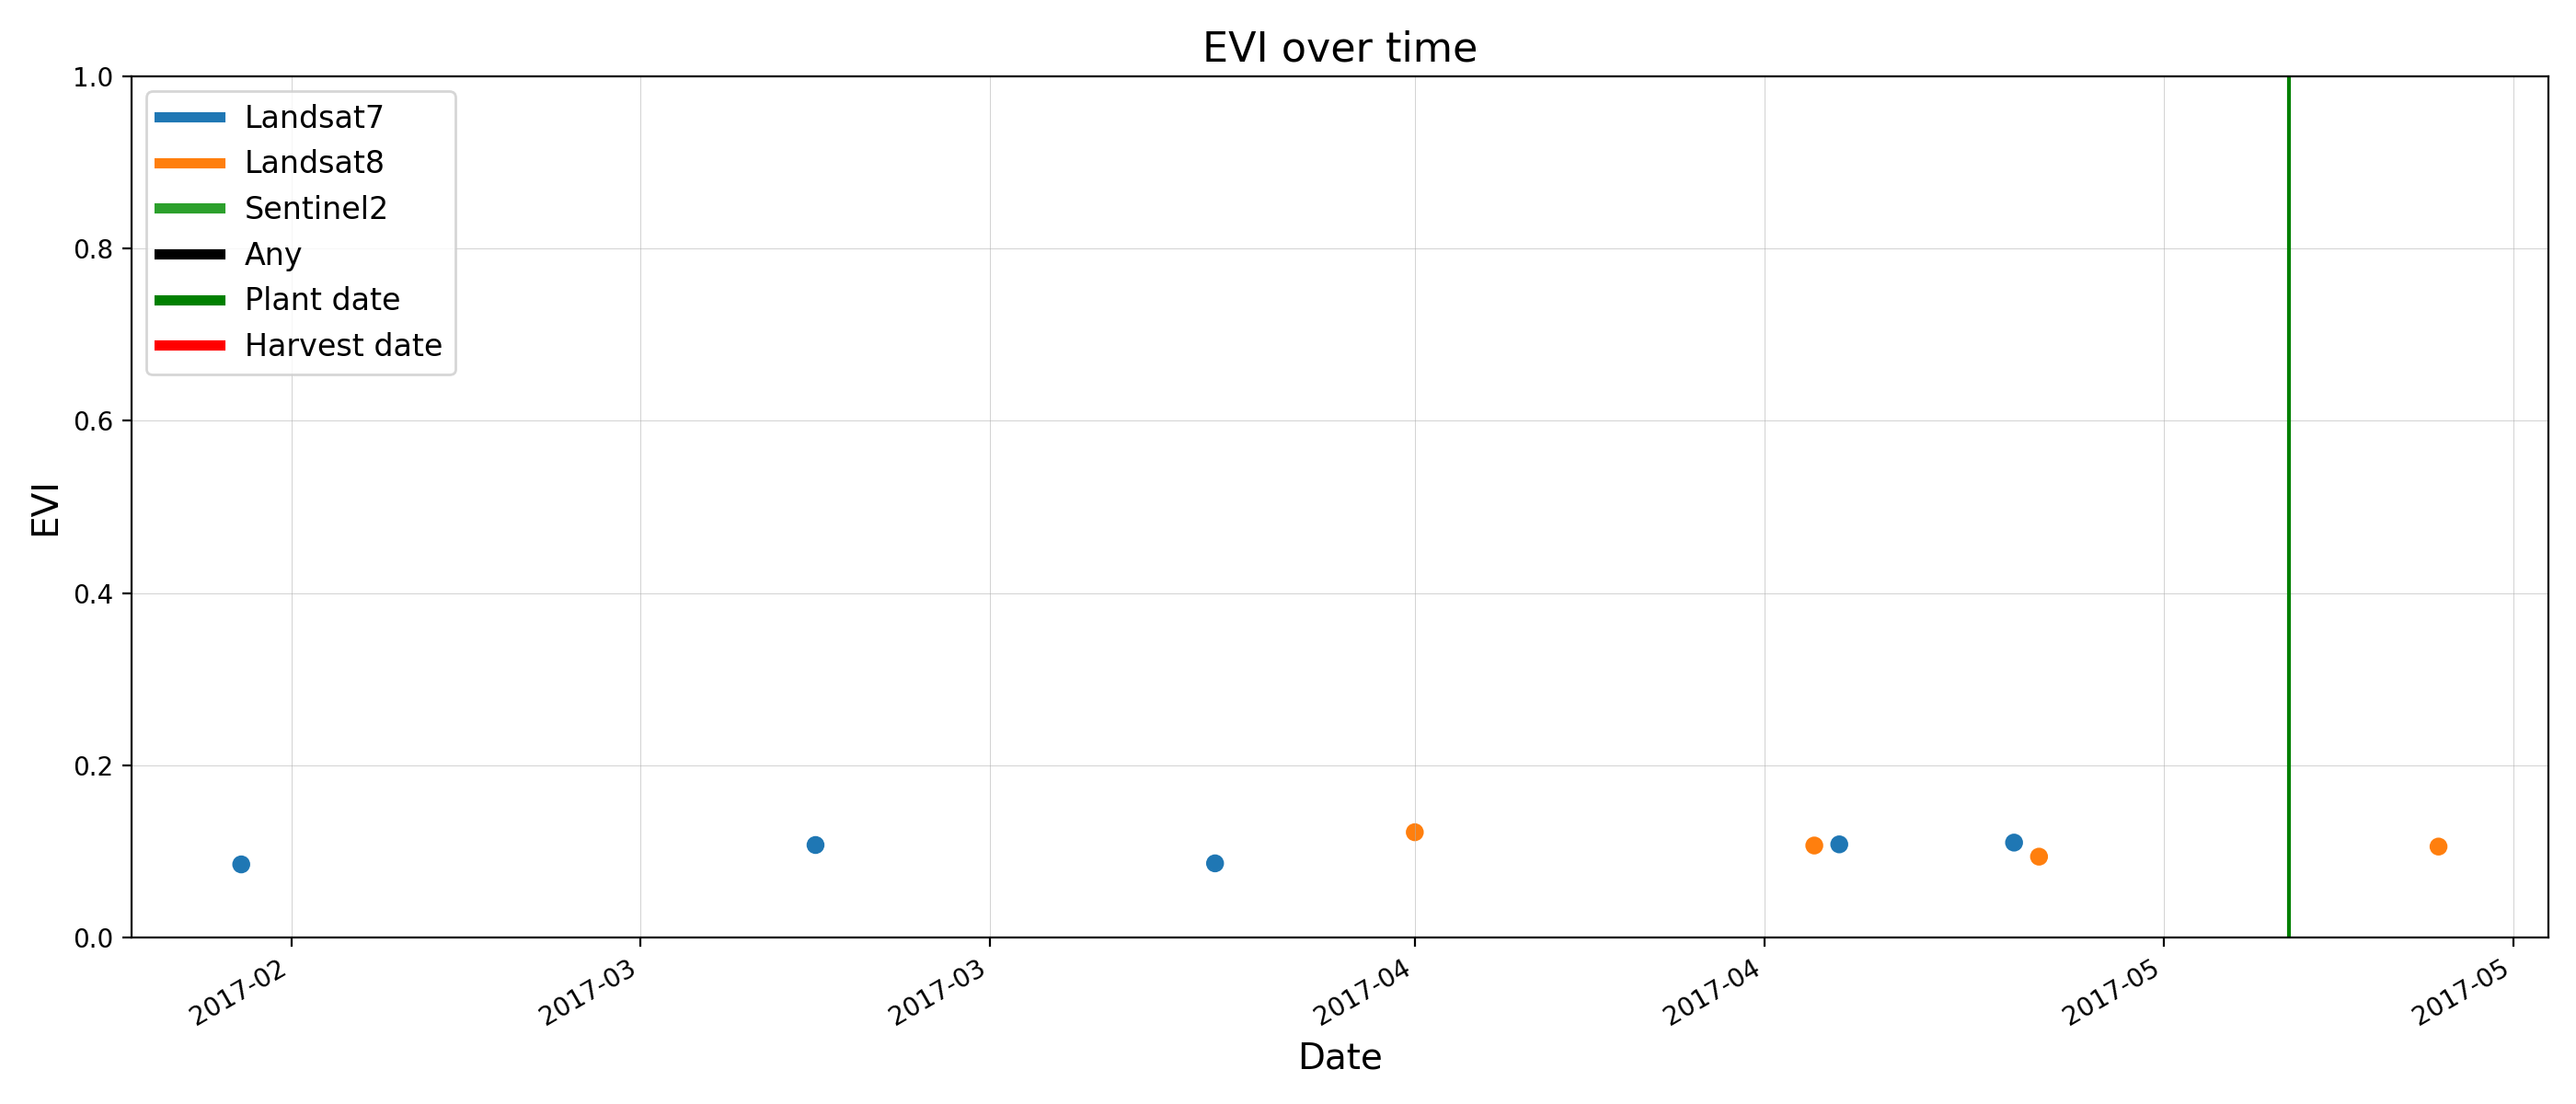 EVI over time
1.0
0.8
0.6
0.4
0.2
0.0
EVI
Landsat7
Landsat8
Sentinel2
Any
Plant date
Harvest date
2017-02
2017-03
2017-03
2017-04
2017-04
2017-05
2017-05
Date